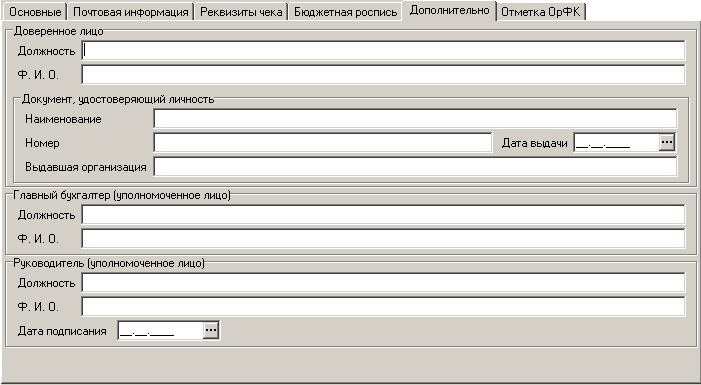 Основные Почтовая информация Реквизиты чека Бюджетная роспись Дополнительно Отметка ОрФК
Доверенное лицо
Должность
Ф. И. О.
Документ, удостоверяющий личность
Наименование
Номер Дата выдачи __.__.____ ...
Выдавшая организация
Главный бухгалтер (уполномоченное лицо)
Должность
Ф. И. О.
Руководитель (уполномоченное лицо)
Должность
Ф. И. О.
Дата подписания __.__.____ ...